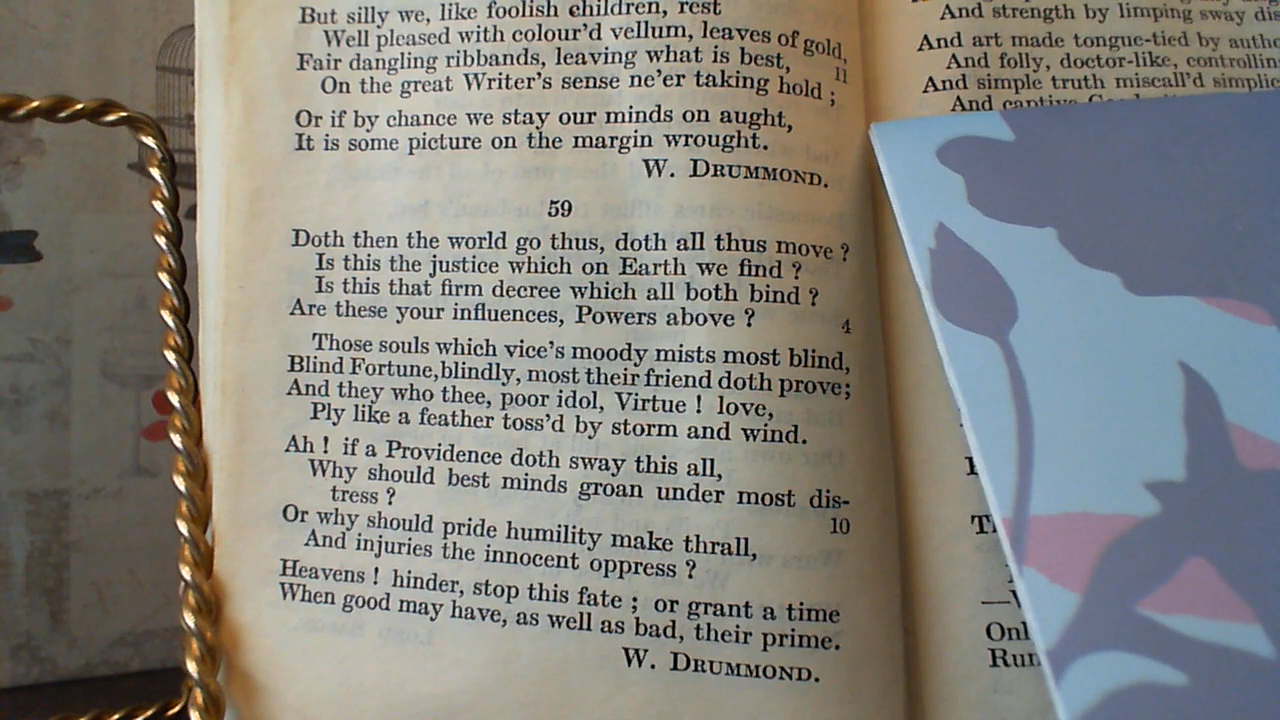 But silly we, like foolish children, rest
Well pleased with colour'd vellum, leaves of gold,
Fair dangling ribbands, leaving what is best,
11
On the great Writer's sense ne'er taking hold ;
Or if by chance we stay our minds on aught,
It is some picture on the margin wrought.
W. DRUMMOND.
59
Doth then the world go thus, doth all thus move ?
Is this the justice which on Earth we find ?
Is this that firm decree which all both bind ?
Are these your influences, Powers above ?
4
Those souls which vice's moody mists most blind,
Blind Fortune, blindly, most their friend doth prove;
And they who thee, poor idol, Virtue ! love,
Ply like a feather toss'd by storm and wind.
Ah ! if a Providence doth sway this all,
Why should best minds groan under most dis-
tress ?
10
Or why should pride humility make thrall,
And injuries the innocent oppress ?
Heavens ! hinder, stop this fate ; or grant a time
When good may have, as well as bad, their prime.
W. DRUMMOND.
And strength by limping sway
And art made tongue-tied by
And folly, doctor-like,
And simple truth miscall'd
And captive
Onl
Run